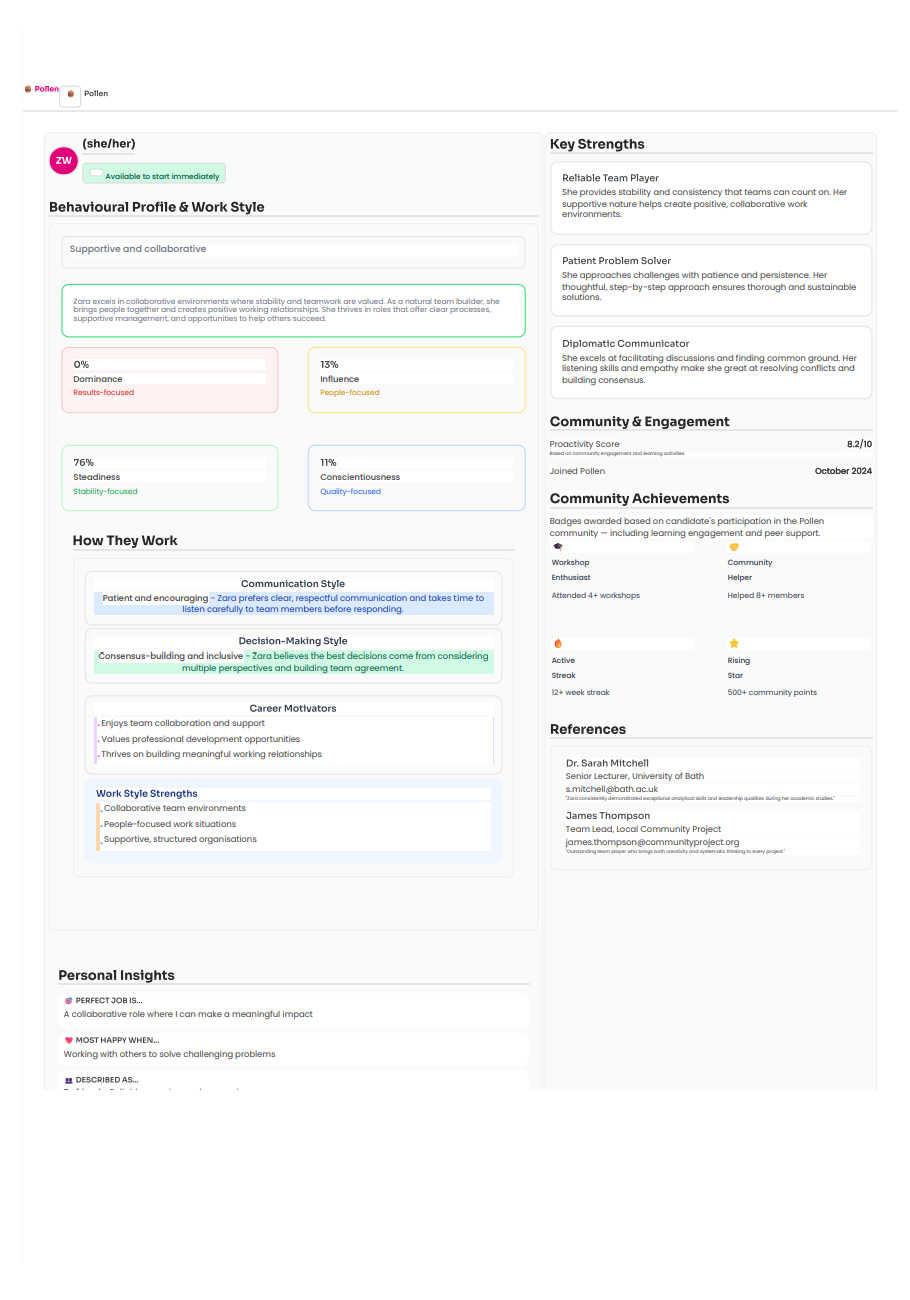 Pollen
Pollen
ZW
(she/her)
Available to start immediately
Behavioural Profile & Work Style
Supportive and collaborative
Zara excels in collaborative environments where stability and teamwork are valued. As a natural team builder, she
brings people together and creates positive working relationships. She thrives in roles that offer clear processes,
supportive management, and opportunities to help others succeed.
0%
Dominance
Results-focused
13%
Influence
People-focused
76%
Steadiness
Stability-focused
11%
Conscientiousness
Quality-focused
How They Work
Communication Style
Patient and encouraging - Zara prefers clear, respectful communication and takes time to
listen carefully to team members before responding.
Decision-Making Style
Consensus-building and inclusive - Zara believes the best decisions come from considering
multiple perspectives and building team agreement.
Career Motivators
Enjoys team collaboration and support
Values professional development opportunities
Thrives on building meaningful working relationships
Work Style Strengths
Collaborative team environments
People-focused work situations
Supportive, structured organisations
Personal Insights
PERFECT JOB IS...
A collaborative role where I can make a meaningful impact
MOST HAPPY WHEN...
Working with others to solve challenging problems
DESCRIBED AS...
Key Strengths
Reliable Team Player
She provides stability and consistency that teams can count on. Her
supportive nature helps create positive, collaborative work
environments.
Patient Problem Solver
She approaches challenges with patience and persistence. Her
thoughtful, step-by-step approach ensures thorough and sustainable
solutions.
Diplomatic Communicator
She excels at facilitating discussions and finding common ground. Her
listening skills and empathy make she great at resolving conflicts and
building consensus.
Community & Engagement
Proactivity Score 8.2/10
Based on community engagement and learning activities
Joined Pollen October 2024
Community Achievements
Badges awarded based on candidate's participation in the Pollen
community — including learning engagement and peer support.
Workshop
Enthusiast
Attended 4+ workshops
Community
Helper
Helped 8+ members
Active
Streak
12+ week streak
Rising
Star
500+ community points
References
Dr. Sarah Mitchell
Senior Lecturer, University of Bath
s.mitchell@bath.ac.uk
"Zara consistently demonstrated exceptional analytical skills and leadership qualities during her academic studies."
James Thompson
Team Lead, Local Community Project
james.thompson@communityproject.org
"Outstanding team player who brings both creativity and systematic thinking to every project."